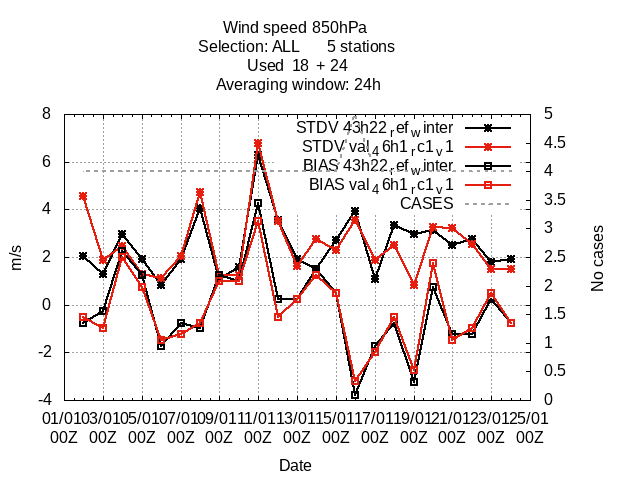 Wind speed 850hPa
Selection: ALL 5 stations
Used 18 + 24
Averaging window: 24h
8
6
4
2
0
-2
-4
m/s
5
4.5
4
3.5
3
2.5
2
1.5
1
0.5
0
No cases
STDV 43h22refwinter
STDV val46h1rc1v1
BIAS 43h22refwinter
BIAS val46h1rc1v1
CASES
01/01 03/01 05/01 07/01 09/01 11/01 13/01 15/01 17/01 19/01 21/01 23/01 25/01
00Z 00Z 00Z 00Z 00Z 00Z 00Z 00Z 00Z 00Z 00Z 00Z 00Z
Date